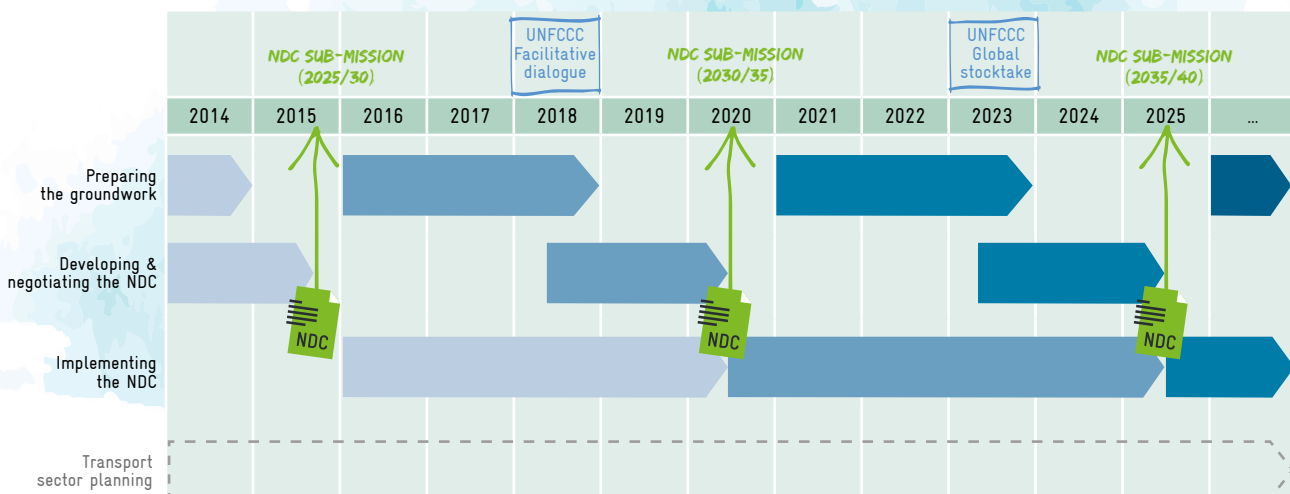 UNFCCC
Facilitative
dialogue
UNFCCC
Global
stocktake
NDC SUB-MISSION
(2025/30)
NDC SUB-MISSION
(2030/35)
NDC SUB-MISSION
(2035/40)
2014 2015 2016 2017 2018 2019 2020 2021 2022 2023 2024 2025 ...
Preparing
the groundwork
Developing &
negotiating the NDC
NDC
NDC
NDC
Implementing
the NDC
Transport
sector planning